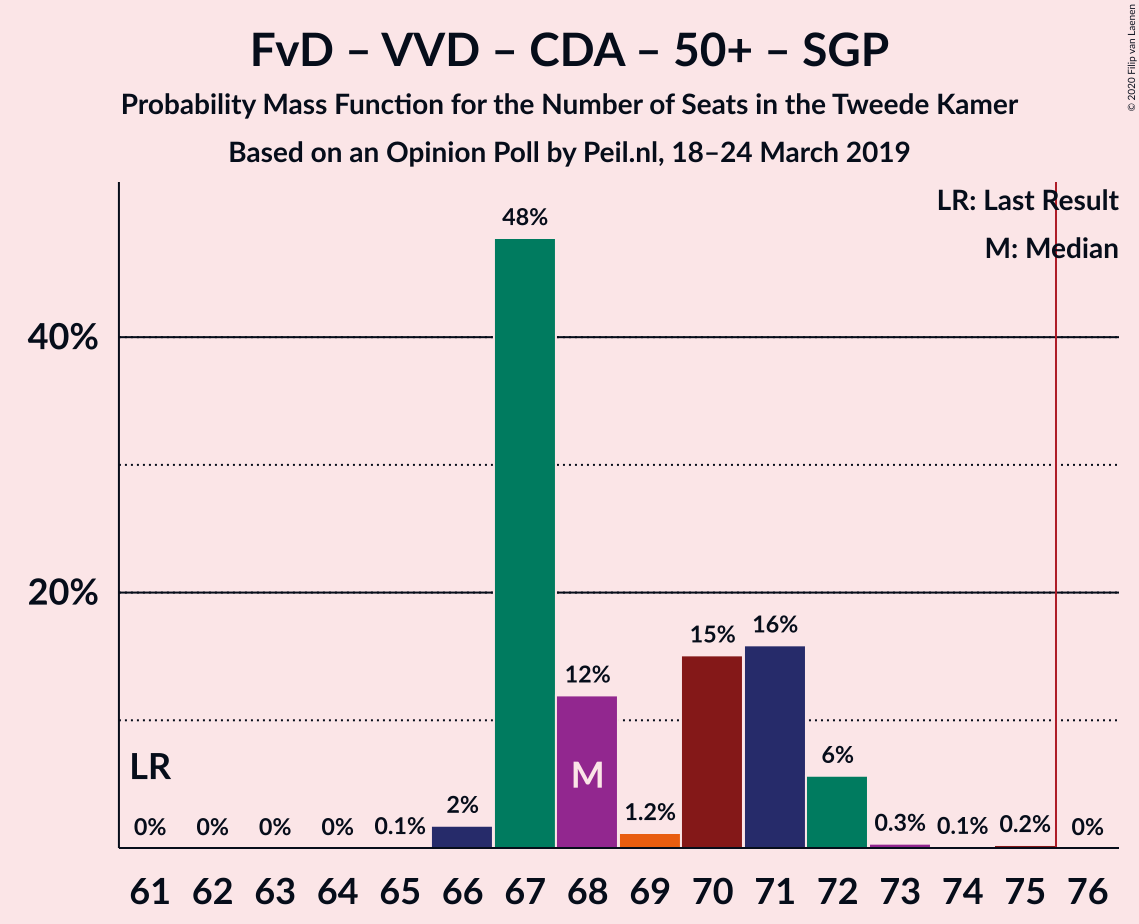 FvD – VVD – CDA – 50+ – SGP
Probability Mass Function for the Number of Seats in the Tweede Kamer
Based on an Opinion Poll by Peil.nl, 18–24 March 2019
© 2020 Filip van Laenen
LR: Last Result
M: Median
40%
20%
LR
M
0%
0%
0%
0%
0.1%
2%
48%
12%
1.2%
15%
16%
6%
0.3%
0.1%
0.2%
0%
61 62 63 64 65 66 67 68 69 70 71 72 73 74 75 76